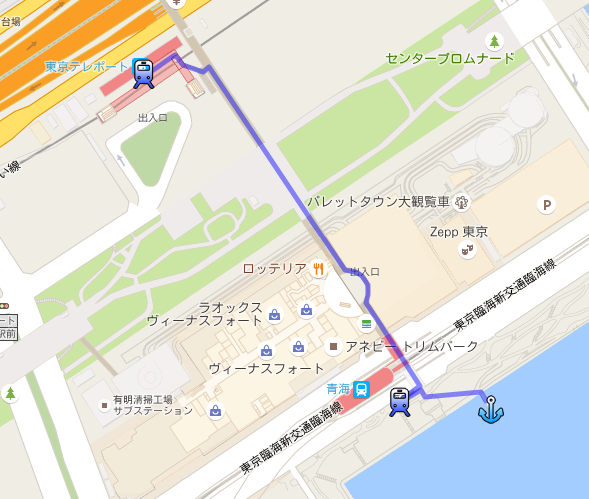 台場
東京テレポート
センタープロムナード
出入口
い線
パレットタウン大観覧車
P
Zepp 東京
ロッテリア
出入口
東京臨海新交通臨海線
ラオックス
ヴィーナスフォート
アネビートリムパーク
ート
駅前
ヴィーナスフォート
青海
有明清掃工場
サブステーション
東京臨海新交通臨海線